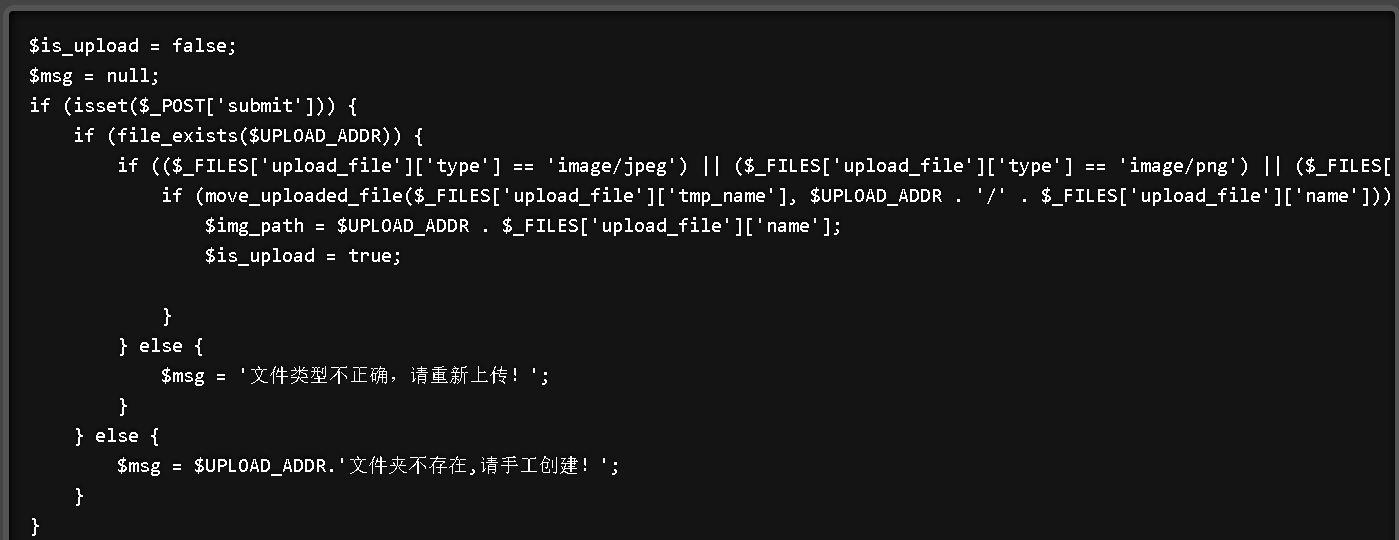 $is_upload = false;
$msg = null;
if (isset($_POST['submit'])) {
    if (file_exists($UPLOAD_ADDR)) {
        if (($_FILES['upload_file']['type'] == 'image/jpeg') || ($_FILES['upload_file']['type'] == 'image/png') || ($_FILES[
            if (move_uploaded_file($_FILES['upload_file']['tmp_name'], $UPLOAD_ADDR . '/' . $_FILES['upload_file']['name']))
                $img_path = $UPLOAD_ADDR . $_FILES['upload_file']['name'];
                $is_upload = true;
            }
        } else {
            $msg = '文件类型不正确，请重新上传！';
        }
    } else {
        $msg = $UPLOAD_ADDR.'文件夹不存在,请手工创建！';
    }
}